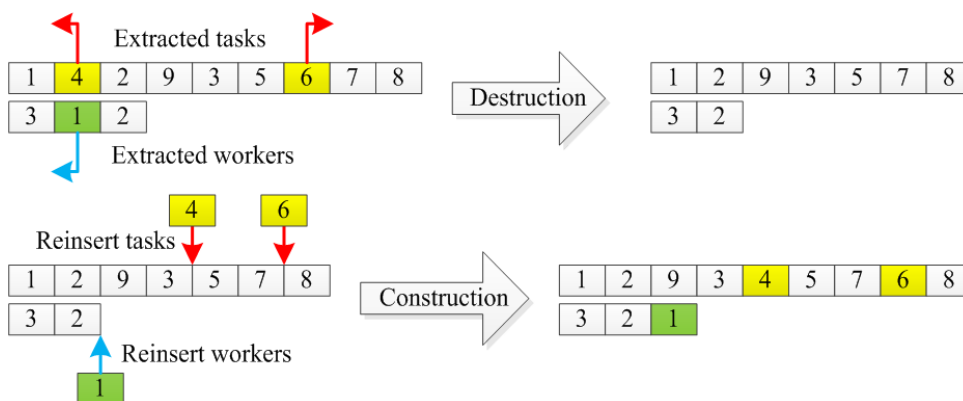 Extracted tasks
1 4 2 9 3 5 6 7 8
3 1 2
Extracted workers
Destruction
1 2 9 3 5 7 8
3 2
4 6
Reinsert tasks
1 2 9 3 5 7 8
3 2
Reinsert workers
1
Construction
1 2 9 3 4 5 7 6 8
3 2 1